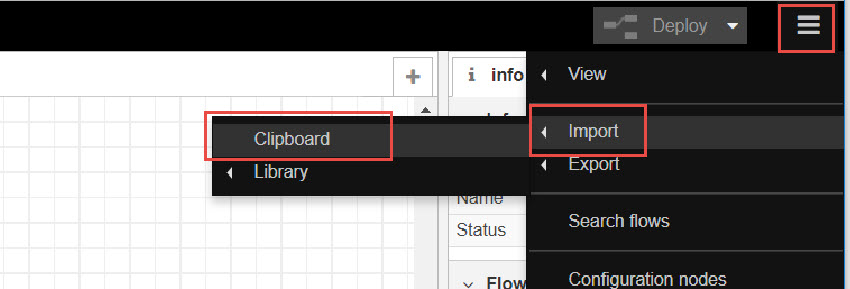 Deploy
info
View
Clipboard
Import
Library
Export
Name
Search flows
Status
Configuration nodes
Flow